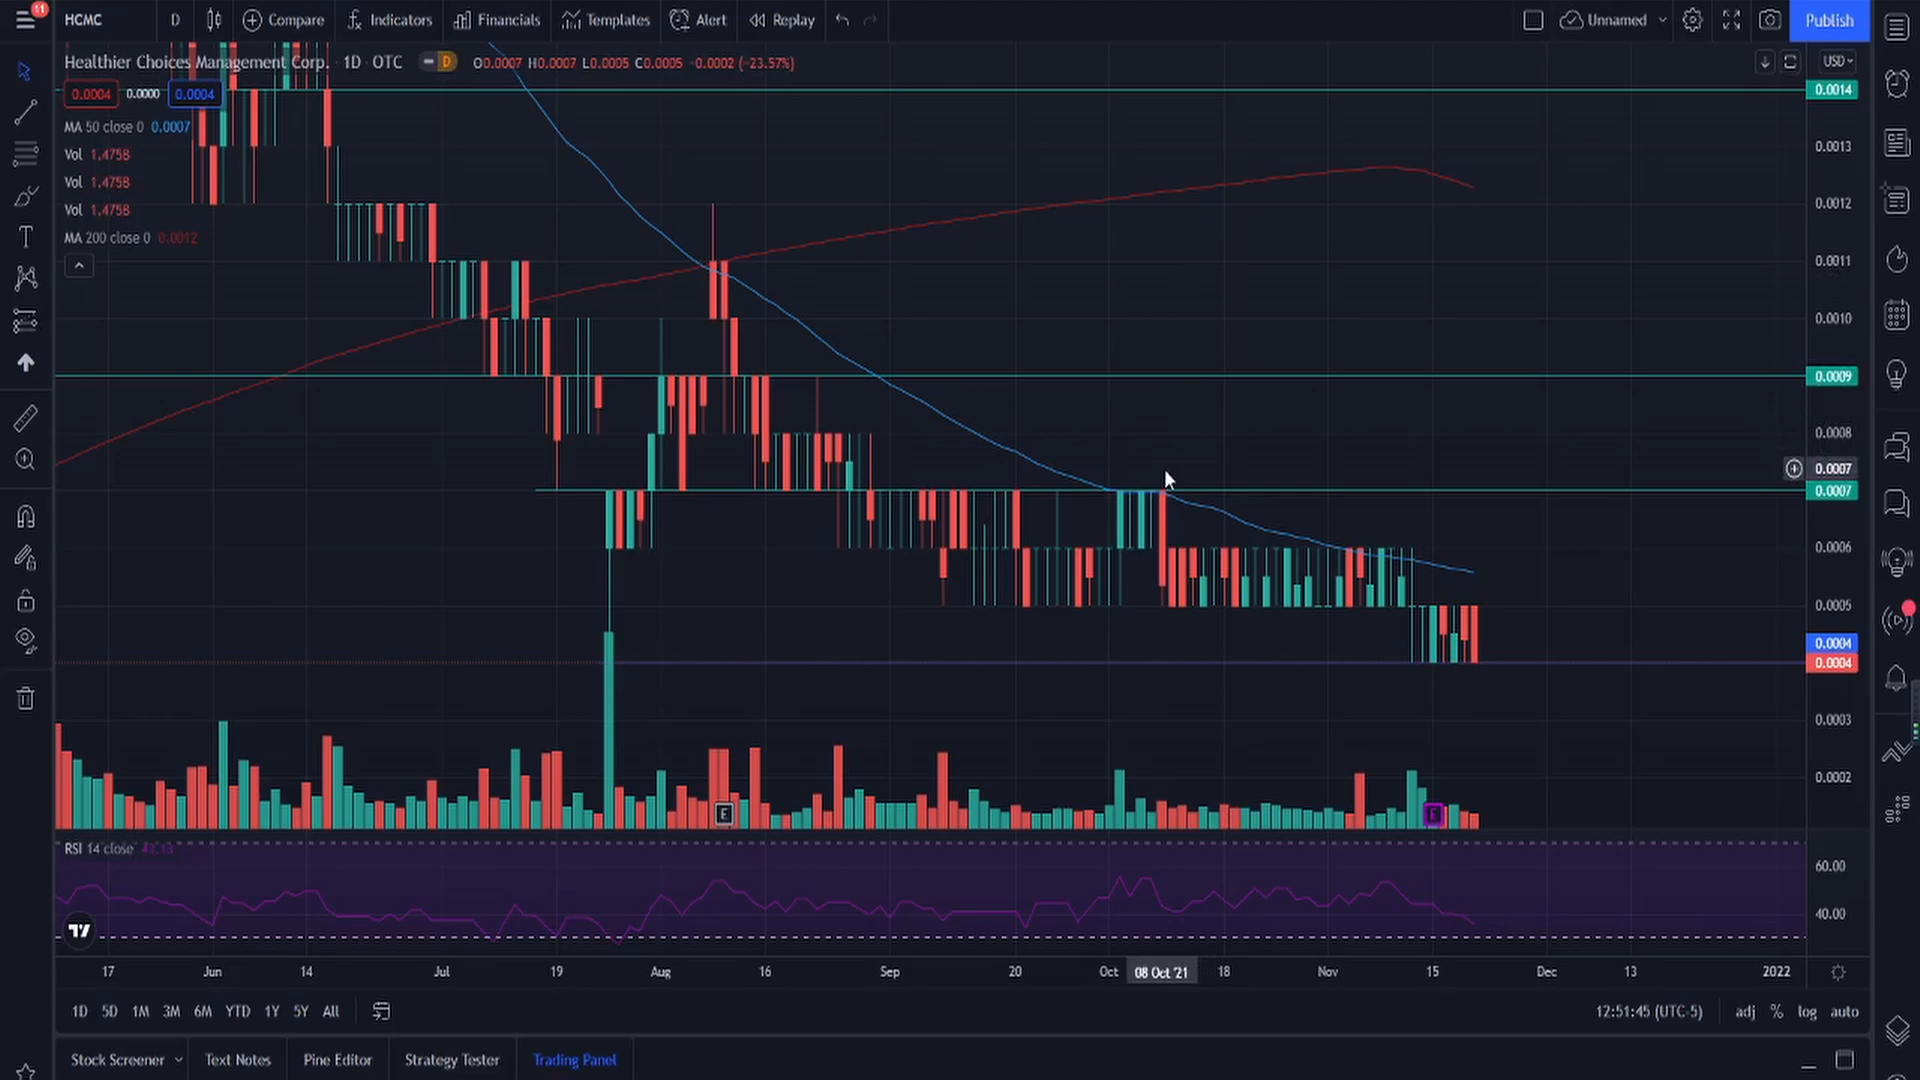 11
HCMC D Compare Indicators Financials Templates Alert Replay Unnamed Publish
Healthier Choices Management Corp. · 1D · OTC D O0.0007 H0.0007 L0.0005 C0.0005 -0.0002 (-23.57%)
USD
0.0004 0.0000 0.0004
MA 50 close 0 0.0007
Vol 1.475B
Vol 1.475B
Vol 1.475B
MA 200 close 0 0.0012
0.0014
0.0013
0.0012
0.0011
0.0010
0.0009
0.0008
0.0007
0.0007
0.0006
0.0005
0.0004
0.0004
0.0003
0.0002
E E
RSI 14 close
60.00
40.00
17 Jun 14 Jul 19 Aug 16 Sep 20 Oct 08 Oct '21 18 Nov 15 Dec 13 2022
1D 5D 1M 3M 6M YTD 1Y 5Y All 12:51:45 (UTC-5) adj % log auto
Stock Screener Text Notes Pine Editor Strategy Tester Trading Panel